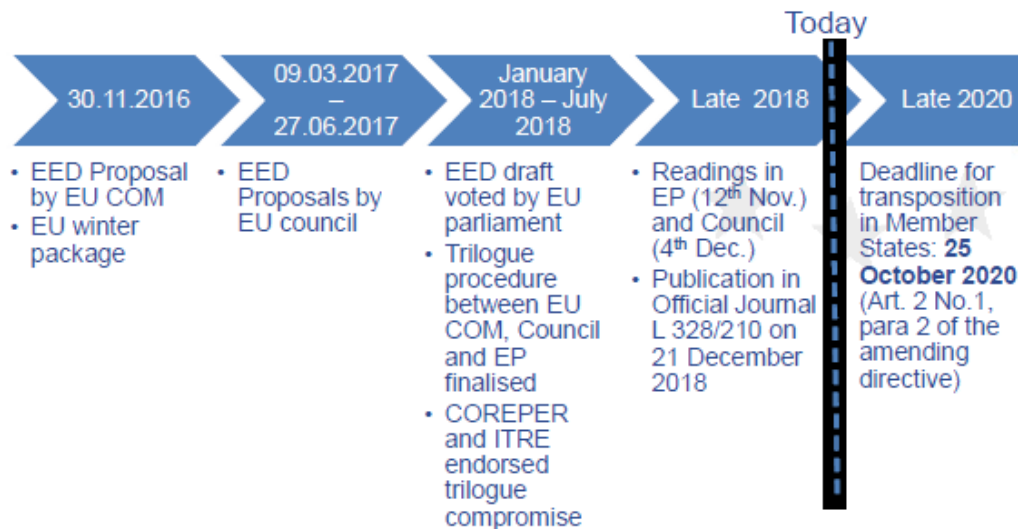 Today
30.11.2016
09.03.2017
–
27.06.2017
January
2018 – July
2018
Late 2018
Late 2020
• EED Proposal
by EU COM
• EU winter
package
• EED
Proposals by
EU council
• EED draft
voted by EU
parliament
• Trilogue
procedure
between EU
COM, Council
and EP
finalised
• COREPER
and ITRE
endorsed
trilogue
compromise
• Readings in
EP (12th Nov.)
and Council
(4th Dec.)
• Publication in
Official Journal
L 328/210 on
21 December
2018
Deadline for
transposition
in Member
States: 25
October 2020
(Art. 2 No.1,
para 2 of the
amending
directive)